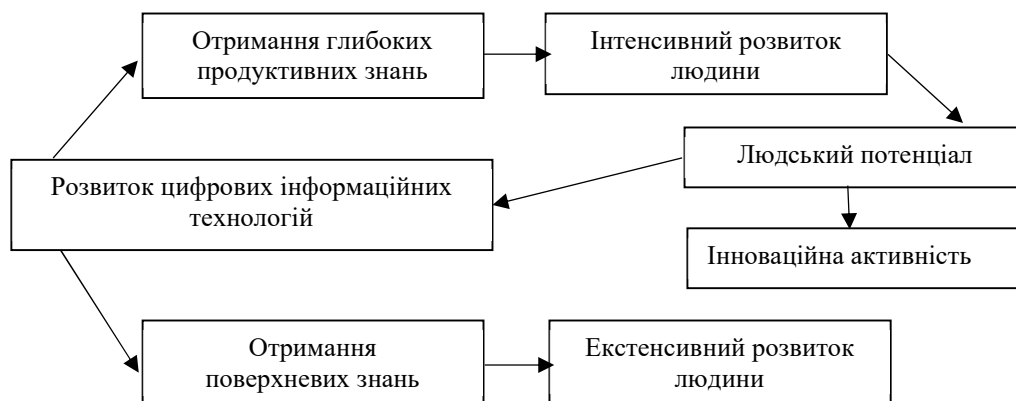 Отримання глибоких
продуктивних знань
Інтенсивний розвиток
людини
Людський потенціал
Розвиток цифрових інформаційних
технологій
Інноваційна активність
Отримання
поверхневих знань
Екстенсивний розвиток
людини